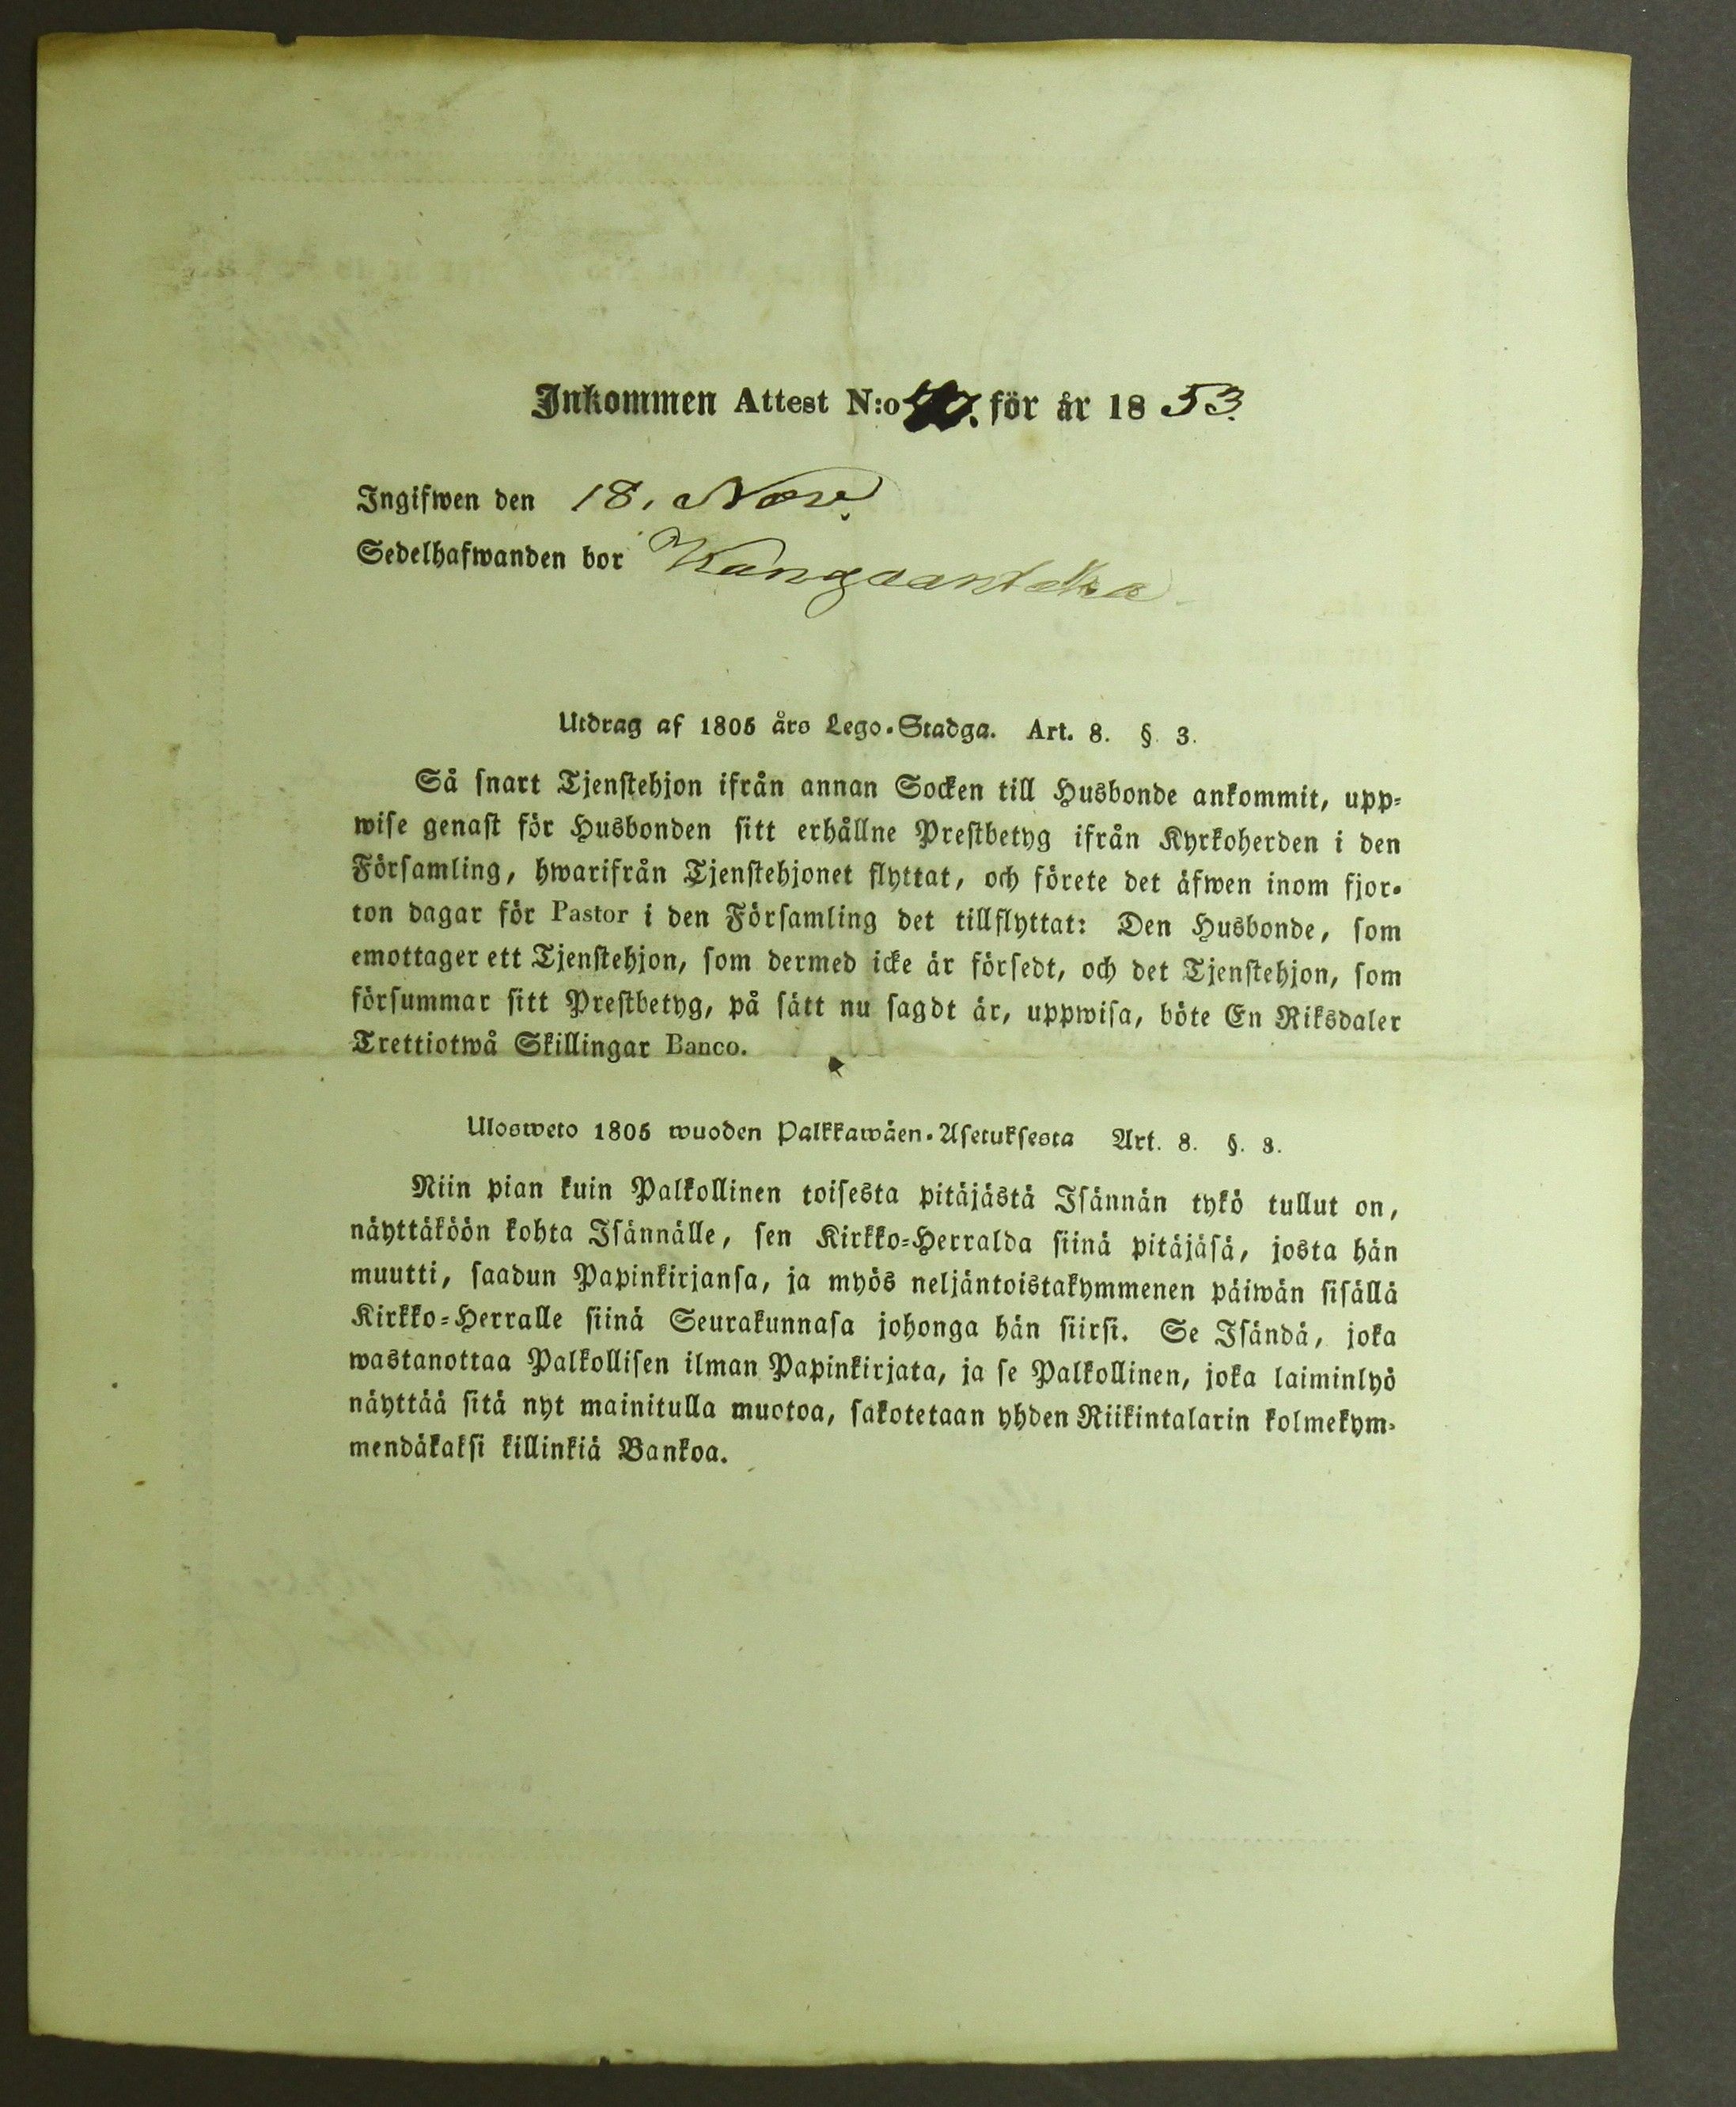 Inkommen Attest N:o för år 1853.
Ingifwen den 18. Nov.
Sedelhafwanden bor Kangaantaka
Utdrag af 1805 års Lego-Stadga. Art. 8. § 3.
Så snart Tjenstehjon ifrån annan Socken till Husbonde ankommit, upp-
wise genast för Husbonden sitt erhållne Prestbetyg ifrån Kyrkoherden i den
Församling, hwarifrån Tjenstehjonet flyttat, och förete det äfwen inom fjor-
ton dagar för Pastor i den Församling det tillflyttat: Den Husbonde, som
emottager ett Tjenstehjon, som dermed icke är försedt, och det Tjenstehjon, som
försummar sitt Prestbetyg, på sätt nu sagdt är, uppwisa, böte En Riksdaler
Trettiotwå Skillingar Banco.
Ulosweto 1805 wuoden Palkkawäen-Asetuksesta Art. 8. §. 3.
Niin pian kuin Palkollinen toisesta pitäjästä Isännän tykö tullut on,
näyttäköön kohta Isännälle, sen Kirkko-Herralda siinä pitäjäsä, josta hän
muutti, saadun Papinkirjansa, ja myös neljäntoistakymmenen päiwän sisällä
Kirkko-Herralle siinä Seurakunnasa johonga hän siirsi. Se Isändä, joka
wastanottaa Palkollisen ilman Papinkirjata, ja se Palkollinen, joka laiminlyö
näyttää sitä nyt mainitulla muotoa, sakotetaan yhden Riikintalarin kolmekym-
mendäkaksi killinkiä Bankoa.